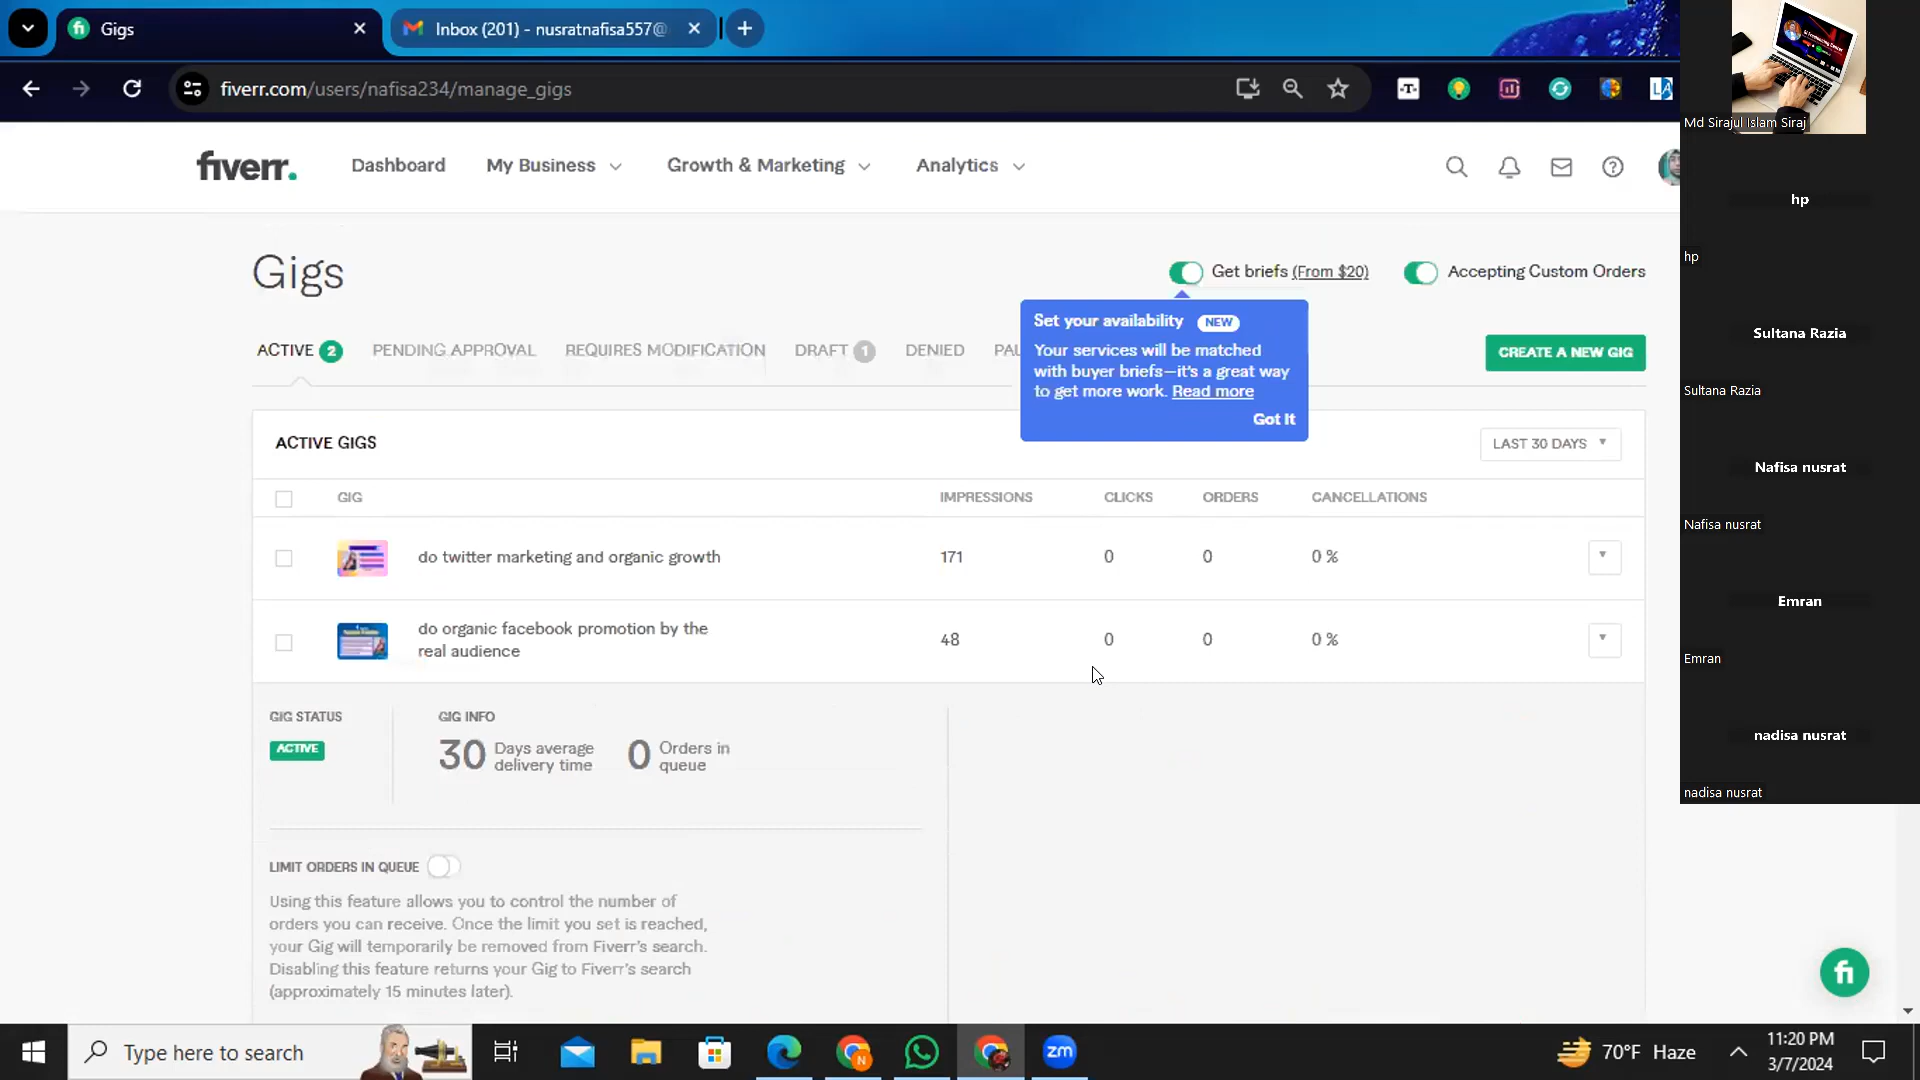 Gigs
Inbox (201) - nusratnafisa557@
fiverr.com/users/nafisa234/manage_gigs
fiverr.
Dashboard
My Business
Growth & Marketing
Analytics
Gigs
Get briefs (From $20)
Accepting Custom Orders
Set your availability NEW
Your services will be matched
with buyer briefs—it's a great way
to get more work. Read more
Got it
ACTIVE 2
PENDING APPROVAL
REQUIRES MODIFICATION
DRAFT 1
DENIED
PAU
CREATE A NEW GIG
ACTIVE GIGS
LAST 30 DAYS
GIG
IMPRESSIONS
CLICKS
ORDERS
CANCELLATIONS
do twitter marketing and organic growth
171
0
0
0 %
do organic facebook promotion by the
real audience
48
0
0
0 %
GIG STATUS
ACTIVE
GIG INFO
30 Days average
delivery time
0 Orders in
queue
LIMIT ORDERS IN QUEUE
Using this feature allows you to control the number of
orders you can receive. Once the limit you set is reached,
your Gig will temporarily be removed from Fiverr's search.
Disabling this feature returns your Gig to Fiverr's search
(approximately 15 minutes later).
fi
Md Sirajul Islam Siraj
hp
hp
Sultana Razia
Sultana Razia
Nafisa nusrat
Nafisa nusrat
Emran
Emran
nadisa nusrat
nadisa nusrat
Type here to search
zm
70°F Haze
11:20 PM
3/7/2024